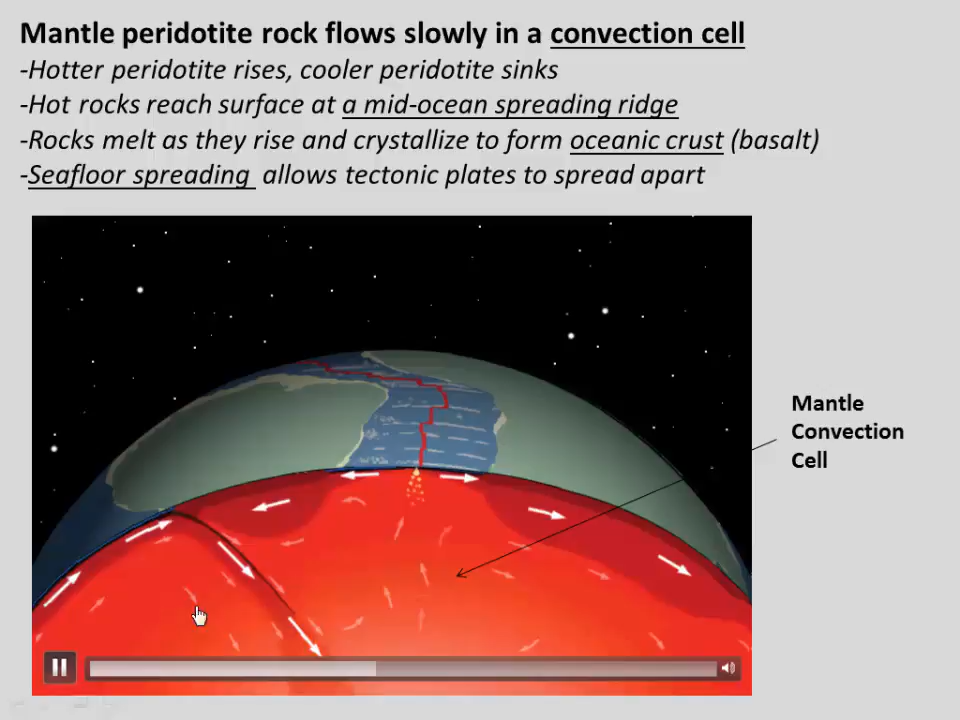 Mantle peridotite rock flows slowly in a convection cell
-Hotter peridotite rises, cooler peridotite sinks
-Hot rocks reach surface at a mid-ocean spreading ridge
-Rocks melt as they rise and crystallize to form oceanic crust (basalt)
-Seafloor spreading allows tectonic plates to spread apart
Mantle
Convection
Cell